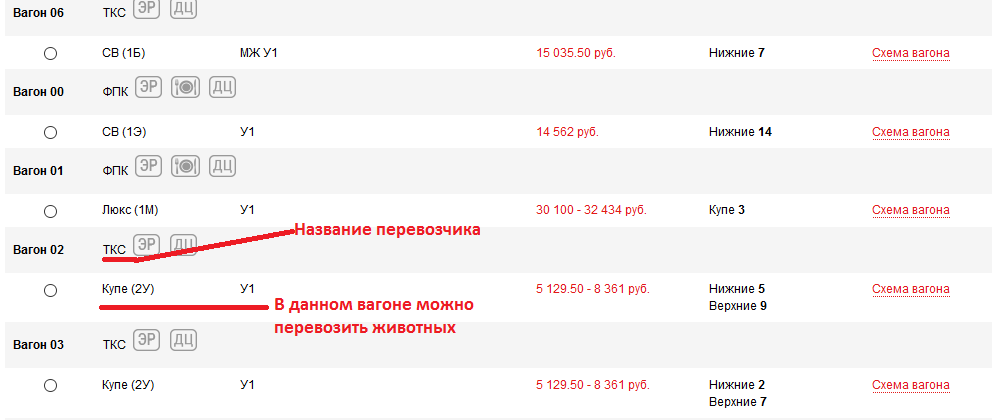 Вагон 06 ТКС ЭР ДЦ
СВ (1Б) МЖ У1 15 035.50 руб. Нижние 7 Схема вагона
Вагон 00 ФПК ЭР ДЦ
СВ (1Э) У1 14 562 руб. Нижние 14 Схема вагона
Вагон 01 ФПК ЭР ДЦ
Люкс (1М) У1 30 100 - 32 434 руб. Купе 3 Схема вагона
Название перевозчика
Вагон 02 ТКС ЭР ДЦ
Купе (2У) У1 5 129.50 - 8 361 руб. Нижние 5 Схема вагона
Верхние 9
В данном вагоне можно
перевозить животных
Вагон 03 ТКС ЭР ДЦ
Купе (2У) У1 5 129.50 - 8 361 руб. Нижние 2 Схема вагона
Верхние 7